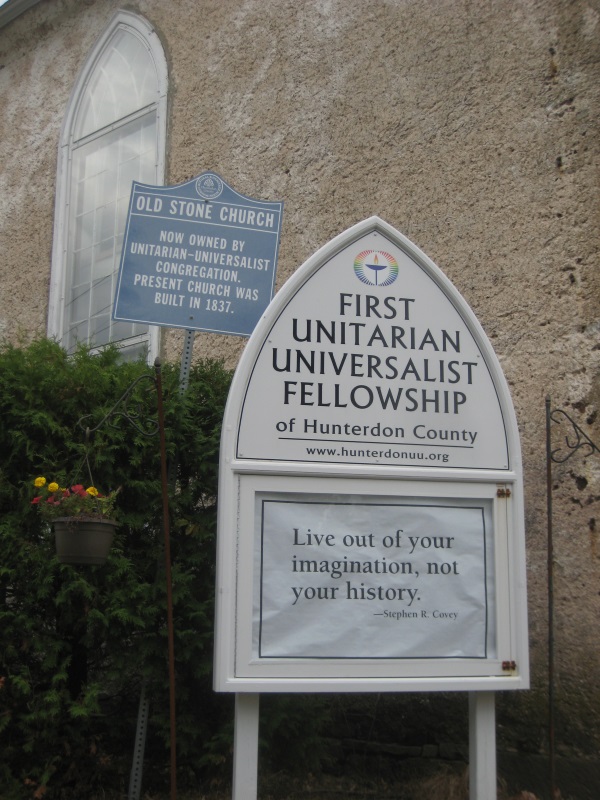 OLD STONE CHURCH
NOW OWNED BY
UNITARIAN-UNIVERSALIST
CONGREGATION.
PRESENT CHURCH WAS
BUILT IN 1837.
FIRST
UNITARIAN
UNIVERSALIST
FELLOWSHIP
of Hunterdon County
www.hunterdonuu.org
Live out of your
imagination, not
your history.
—Stephen R. Covey